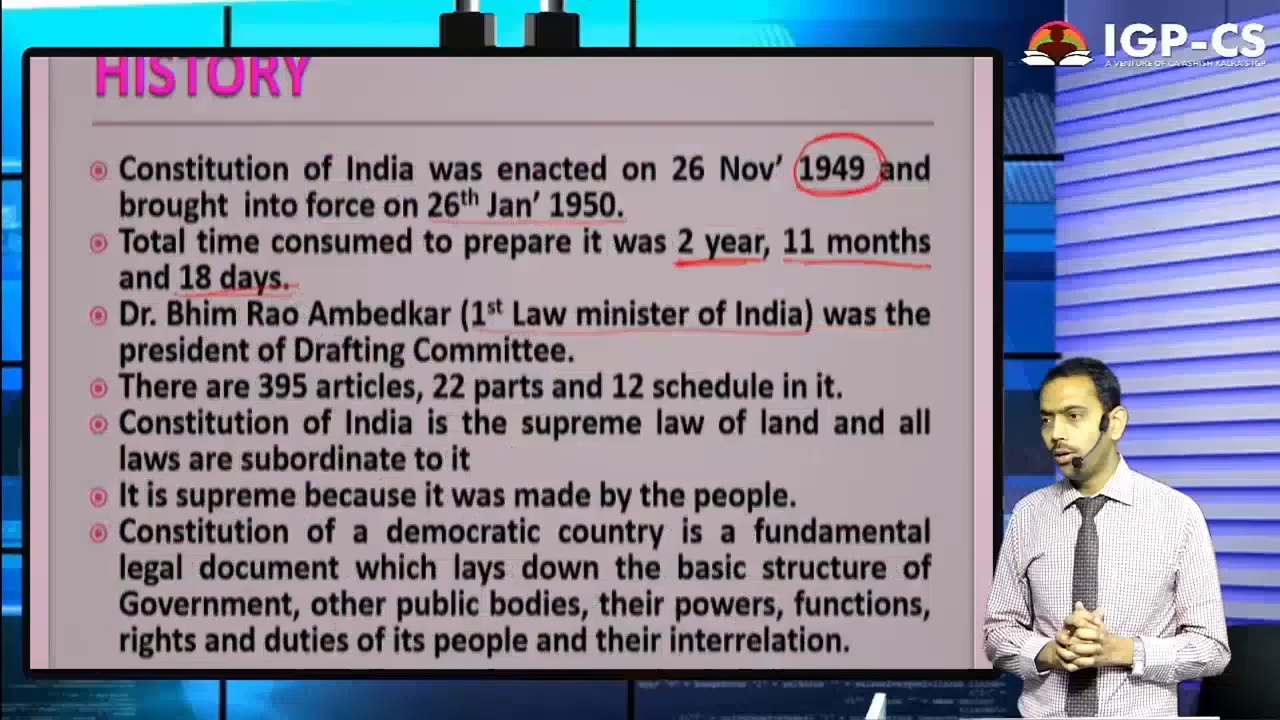 IGP-CS
A VENTURE OF CA ASHISH KALRA'S IGP
HISTORY
Constitution of India was enacted on 26 Nov’ 1949 and
brought into force on 26th Jan’ 1950.
Total time consumed to prepare it was 2 year, 11 months
and 18 days.
Dr. Bhim Rao Ambedkar (1st Law minister of India) was the
president of Drafting Committee.
There are 395 articles, 22 parts and 12 schedule in it.
Constitution of India is the supreme law of land and all
laws are subordinate to it
It is supreme because it was made by the people.
Constitution of a democratic country is a fundamental
legal document which lays down the basic structure of
Government, other public bodies, their powers, functions,
rights and duties of its people and their interrelation.